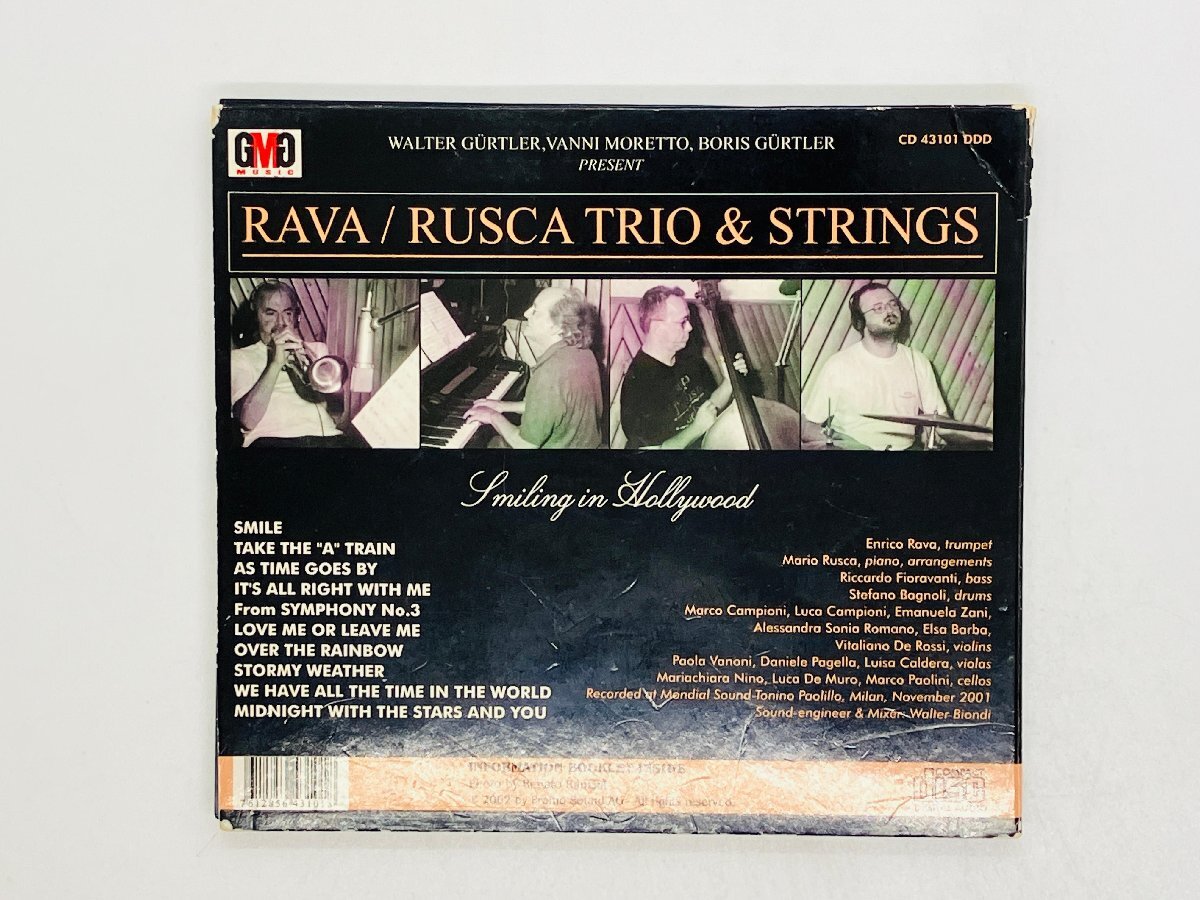 GMG
MUSIC
WALTER GÜRTLER,VANNI MORETTO, BORIS GÜRTLER
PRESENT
CD 43101 DDD
RAVA / RUSCA TRIO & STRINGS
Smiling in Hollywood
SMILE
TAKE THE "A" TRAIN
AS TIME GOES BY
IT'S ALL RIGHT WITH ME
From SYMPHONY No.3
LOVE ME OR LEAVE ME
OVER THE RAINBOW
STORMY WEATHER
WE HAVE ALL THE TIME IN THE WORLD
MIDNIGHT WITH THE STARS AND YOU
Enrico Rava, trumpet
Mario Rusca, piano, arrangements
Riccardo Fioravanti, bass
Stefano Bagnoli, drums
Marco Campioni, Luca Campioni, Emanuela Zani,
Alessandra Sonia Romano, Elsa Barba,
Vitaliano De Rossi, violins
Paola Vanoni, Daniele Pagella, Luisa Caldera, violas
Mariachiara Nino, Luca De Muro, Marco Paolini, cellos
Recorded at Mondial Sound-Tonino Paolillo, Milan, November 2001
Sound-engineer & Mixer: Walter Biondi
INFORMATION BOOKLET INSIDE
by Renato
© 2002 by Promo Sound AG - All rights reserved
COMPACT
disc
DIGITAL AUDIO